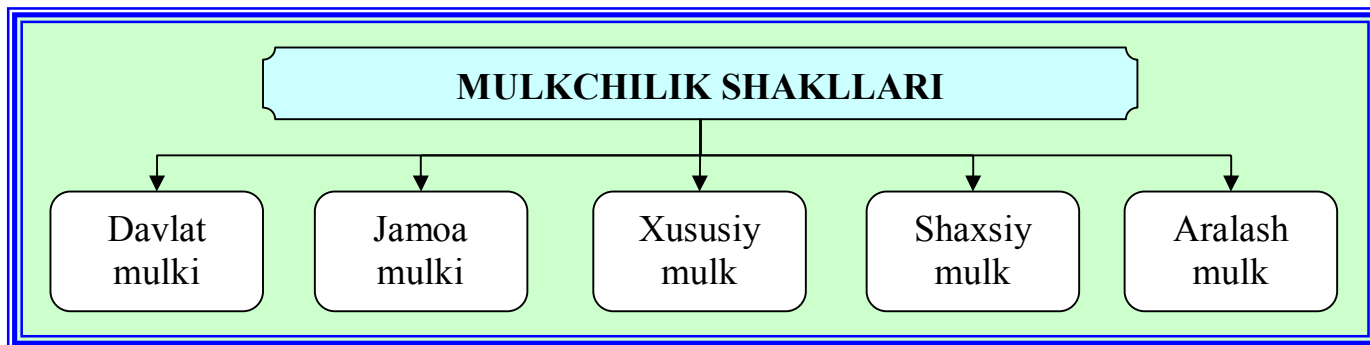 MULKCHILIK SHAKLLARI
Davlat
mulki
Jamoa
mulki
Xususiy
mulk
Shaxsiy
mulk
Aralash
mulk